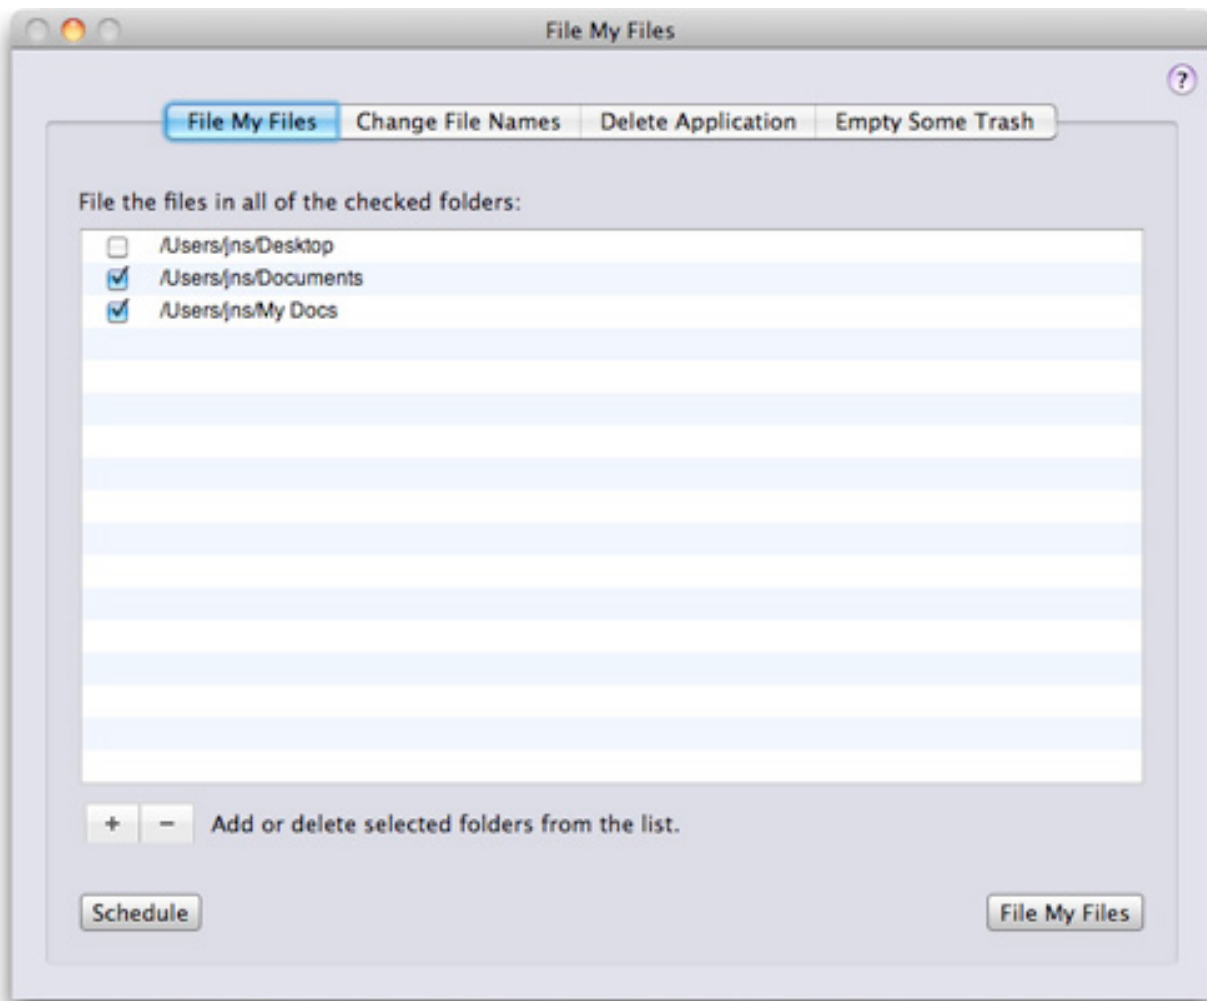 File My Files
?
File My Files Change File Names Delete Application Empty Some Trash
File the files in all of the checked folders:
/Users/jns/Desktop
/Users/jns/Documents
/Users/jns/My Docs
+ − Add or delete selected folders from the list.
Schedule File My Files